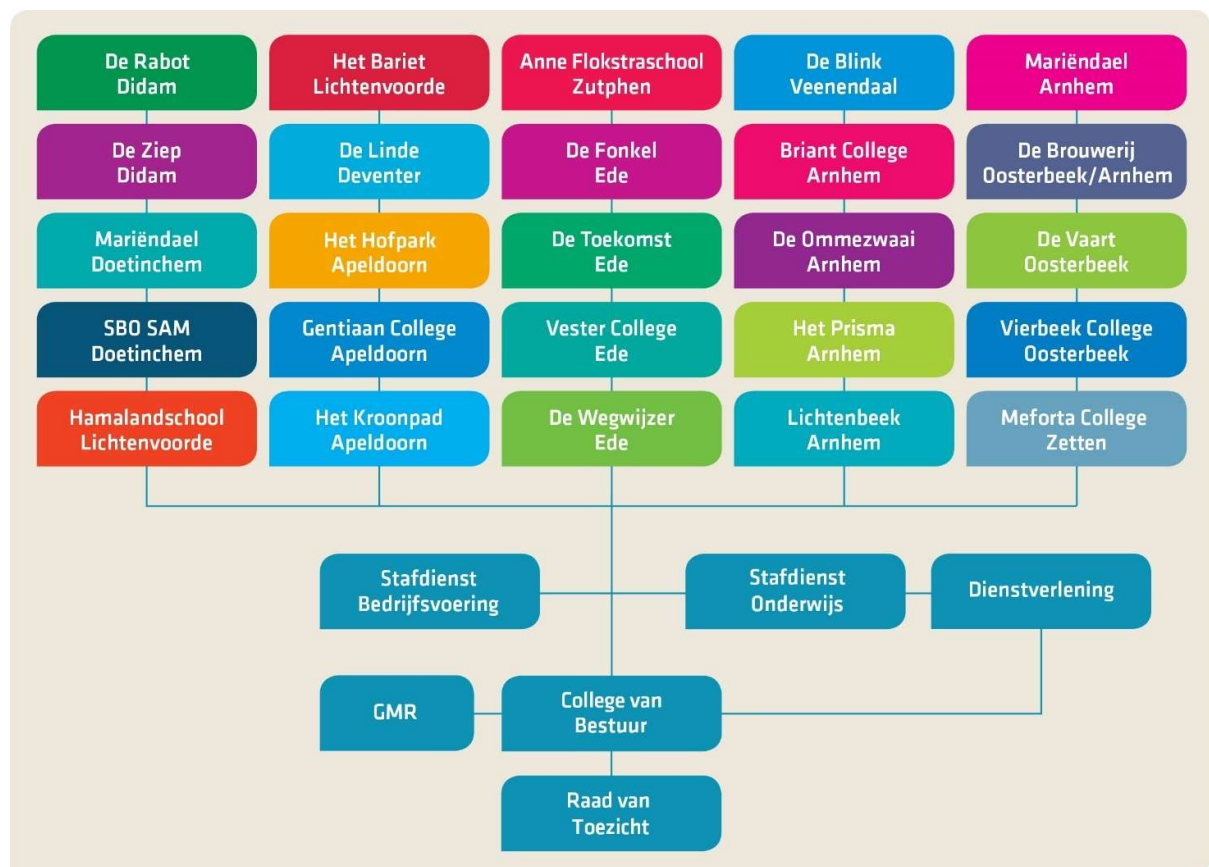 De Rabot
Didam
Het Bariet
Lichtenvoorde
Anne Flokstraschool
Zutphen
De Blink
Veenendaal
Mariëndael
Arnhem
De Ziep
Didam
De Linde
Deventer
De Fonkel
Ede
Briant College
Arnhem
De Brouwerij
Oosterbeek/Arnhem
Mariëndael
Doetinchem
Het Hofpark
Apeldoorn
De Toekomst
Ede
De Ommezwaai
Arnhem
De Vaart
Oosterbeek
SBO SAM
Doetinchem
Gentiaan College
Apeldoorn
Vester College
Ede
Het Prisma
Arnhem
Vierbeek College
Oosterbeek
Hamalandschool
Lichtenvoorde
Het Kroonpad
Apeldoorn
De Wegwijzer
Ede
Lichtenbeek
Arnhem
Meforta College
Zetten
Stafdienst
Bedrijfsvoering
Stafdienst
Onderwijs
Dienstverlening
GMR
College van
Bestuur
Raad van
Toezicht